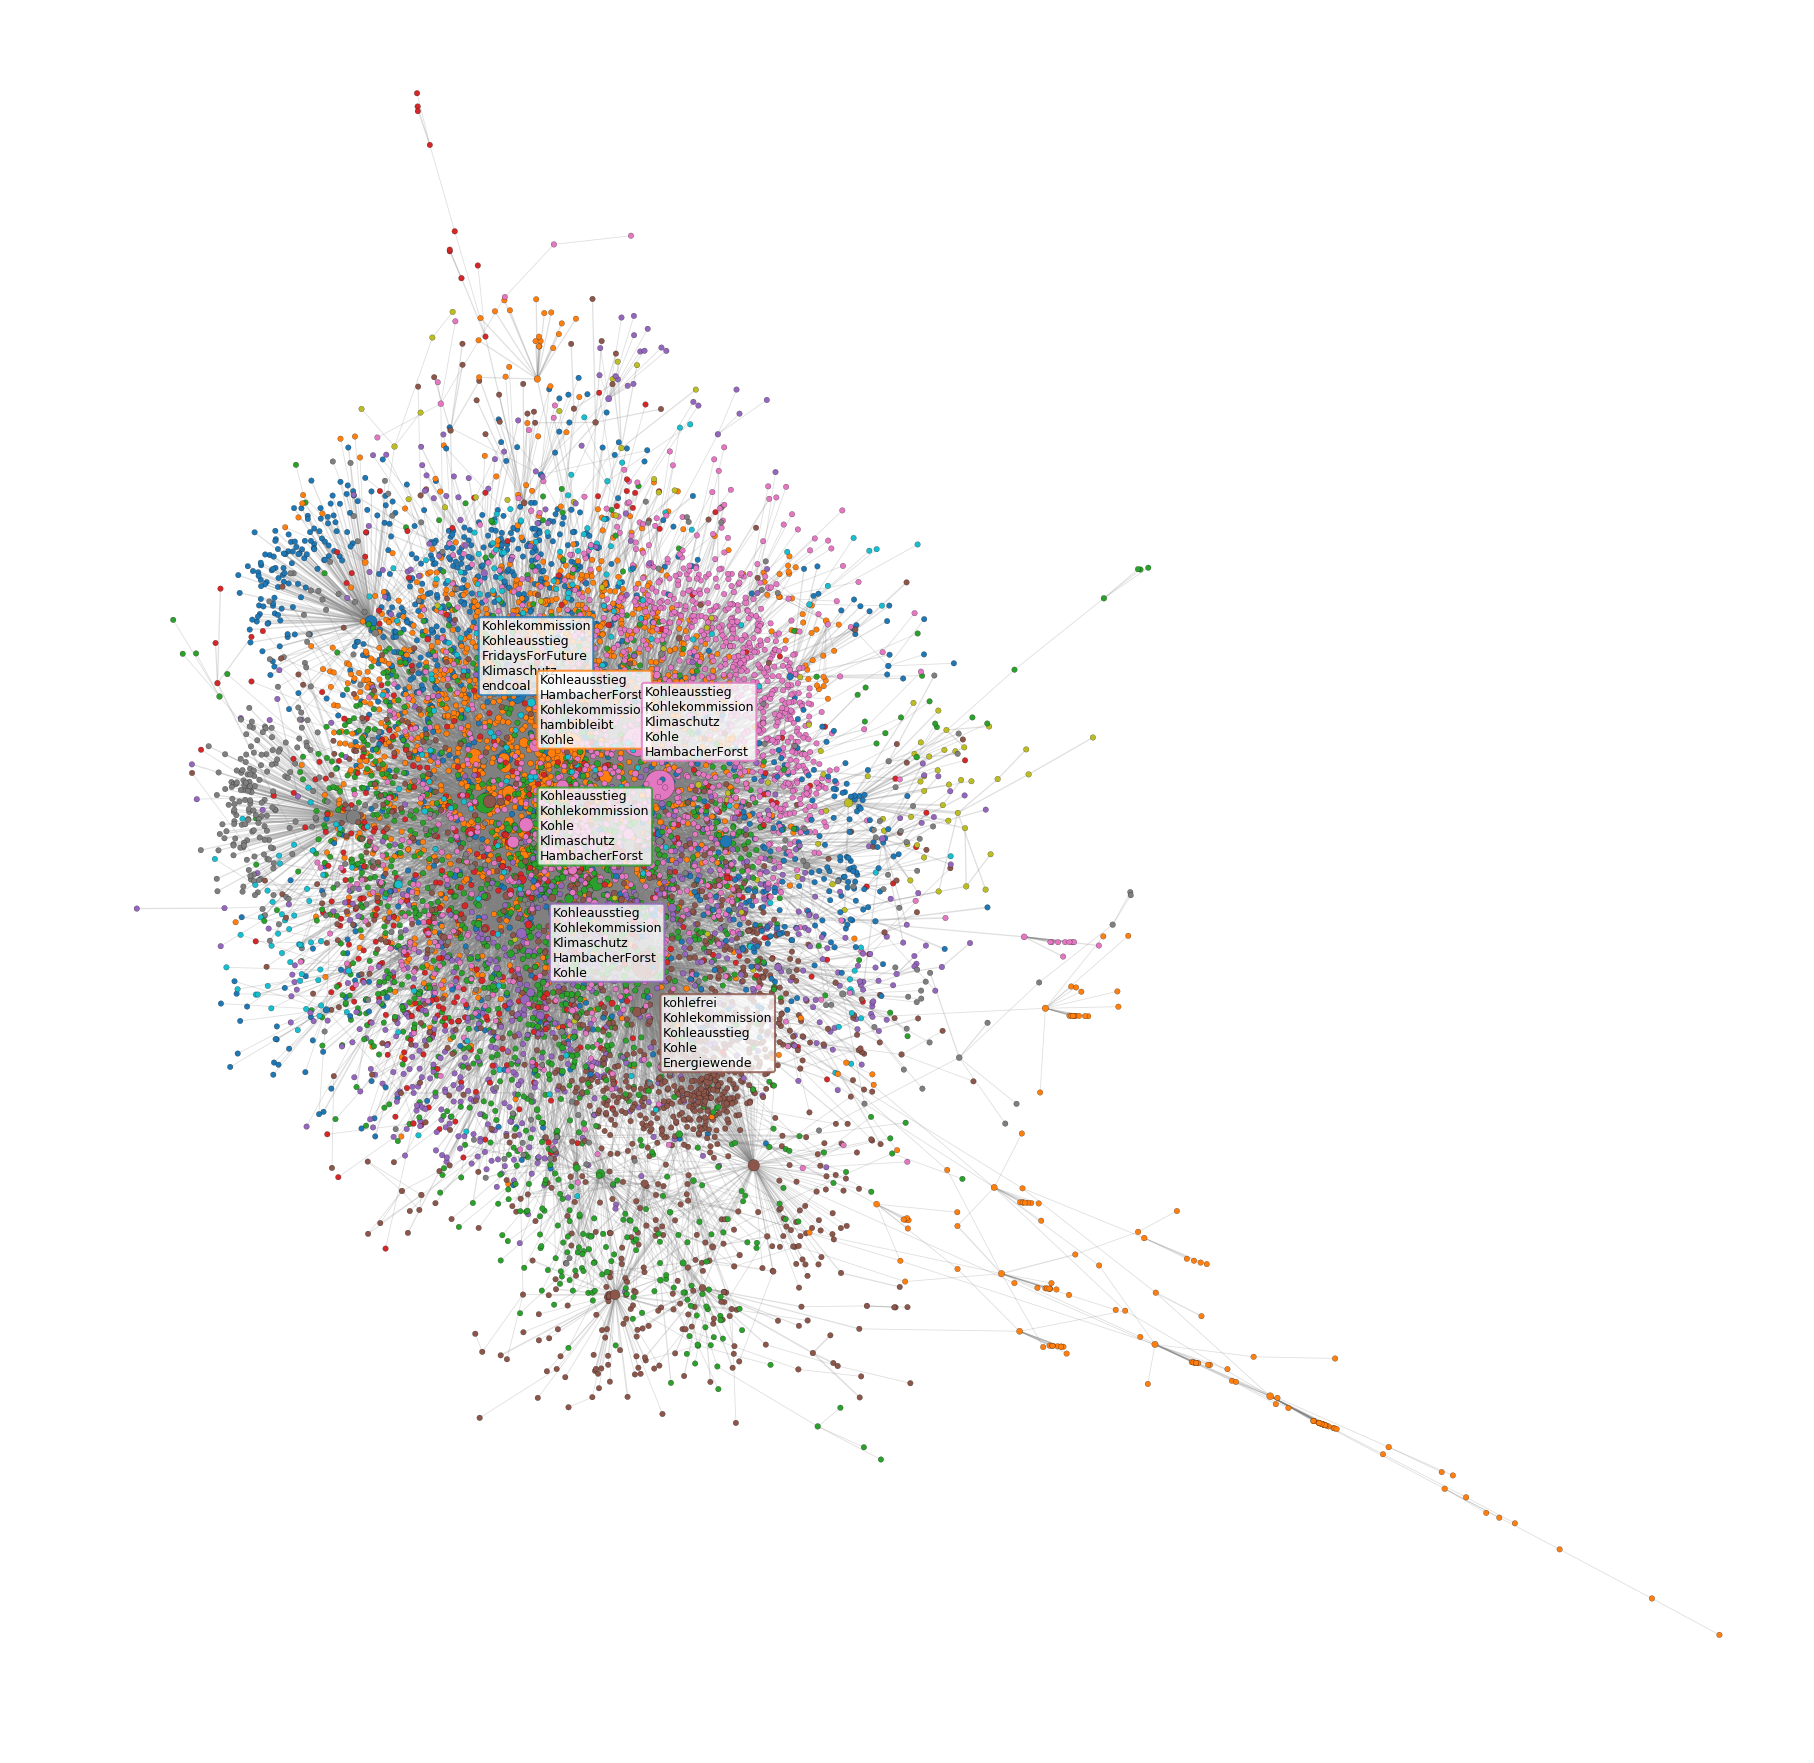 Kohlekommission
Kohleausstieg
FridaysForFuture
Klimaschutz
endcoal
Kohleausstieg
HambacherForst
Kohlekommission
hambibleibt
Kohle
Kohleausstieg
Kohlekommission
Klimaschutz
Kohle
HambacherForst
Kohleausstieg
Kohlekommission
Kohle
Klimaschutz
HambacherForst
Kohleausstieg
Kohlekommission
Klimaschutz
HambacherForst
Kohle
kohlefrei
Kohlekommission
Kohleausstieg
Kohle
Energiewende